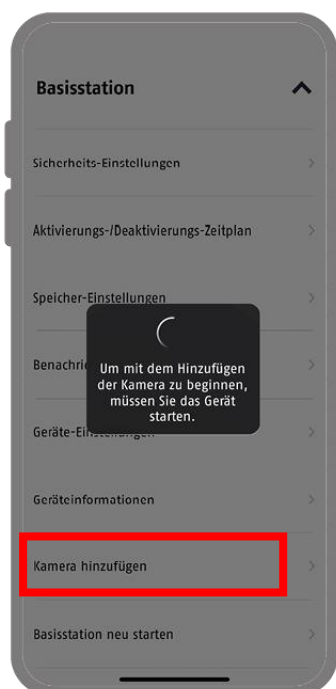 Basisstation
Sicherheits-Einstellungen
Aktivierungs-/Deaktivierungs-Zeitplan
Speicher-Einstellungen
Um mit dem Hinzufügen
der Kamera zu beginnen,
müssen Sie das Gerät
starten.
Geräteinformationen
Kamera hinzufügen
Basisstation neu starten